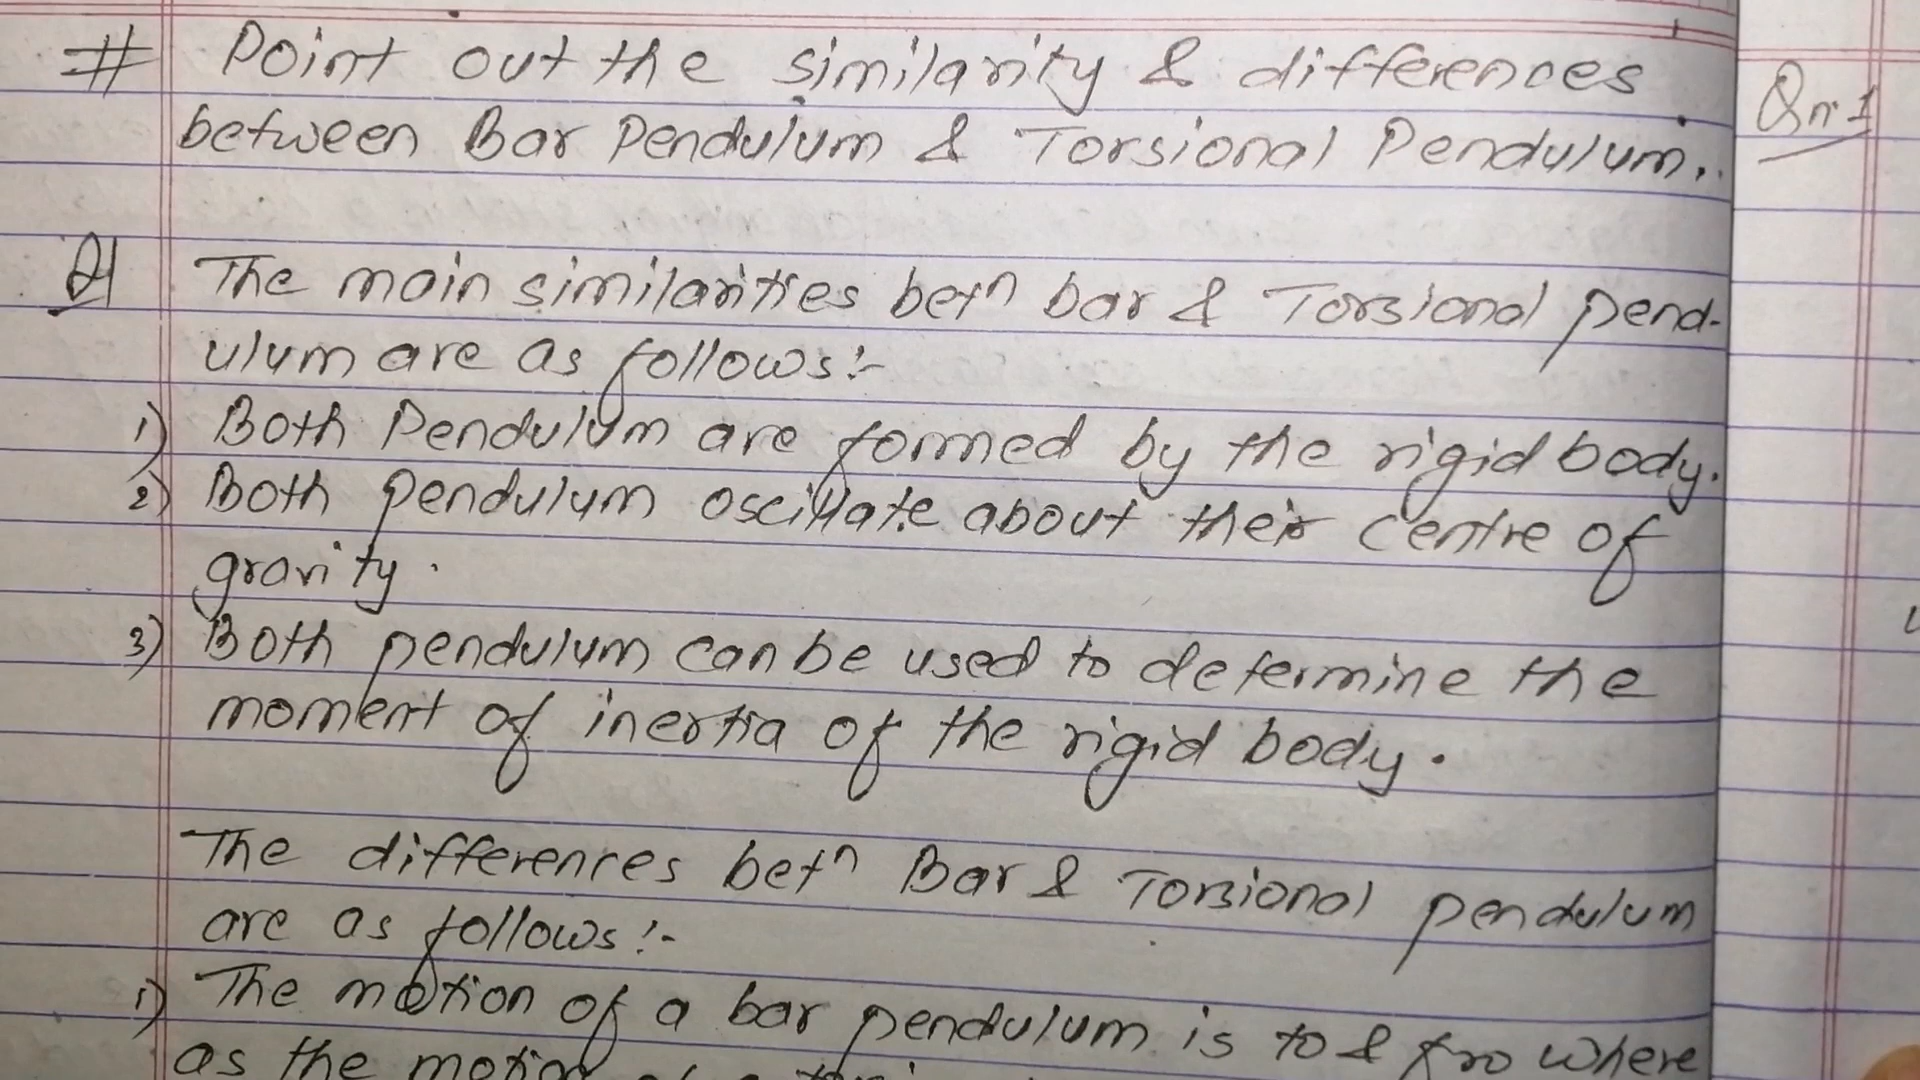 # Point out the similarity & differences
between Bar Pendulum & Torsional Pendulum.
Qn-1
The main similarities betn bar & Torsional pend-
ulum are as follows:-
1) Both Pendulum are formed by the rigid body.
2) Both pendulum oscillate about their centre of
gravity.
3) Both pendulum can be used to determine the
moment of inertia of the rigid body.
The differences betn Bar & Torsional pendulum
are as follows:-
1) The motion of a bar pendulum is to & fro where
as the motion